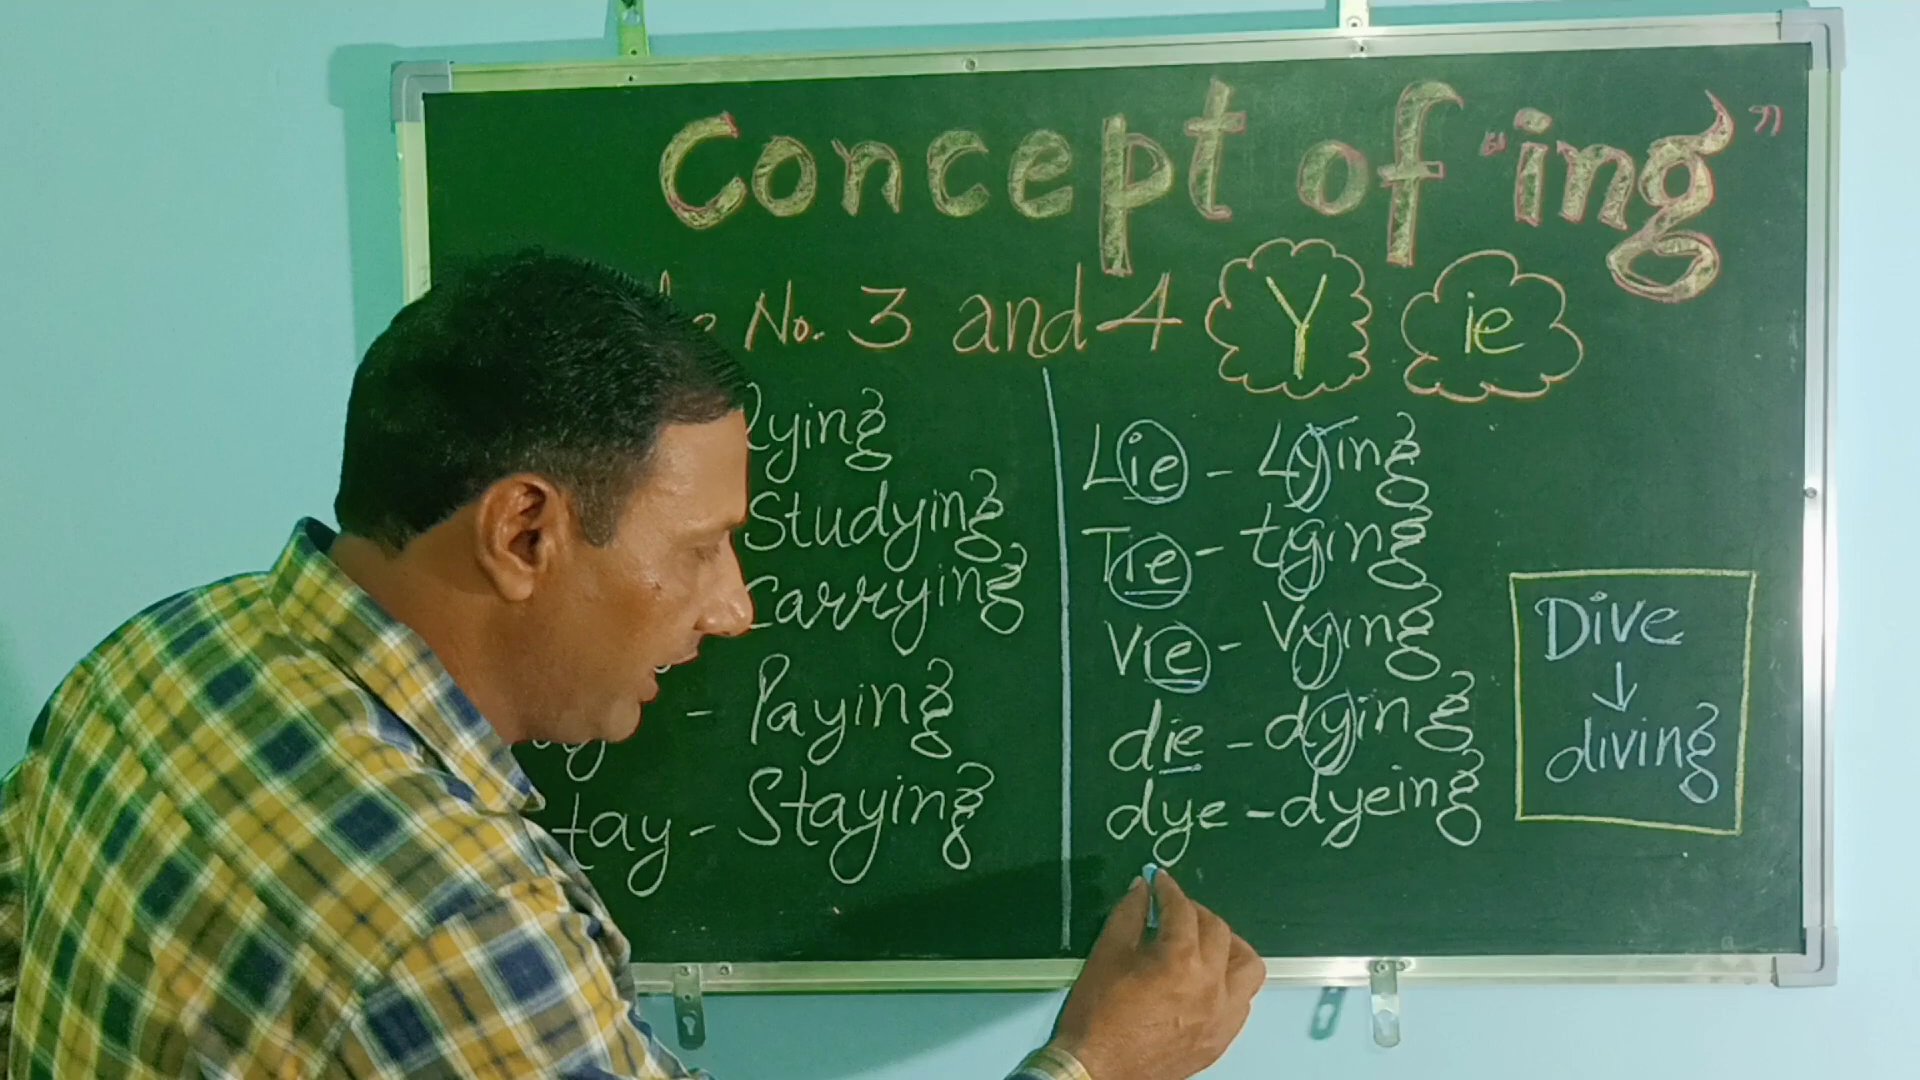 Concept of "ing"
No. 3 and 4 Y ie
Studying
Carrying
- Paying
tay - Staying
Lie - Lying
Tie - tying
Vie - Vying
die - dying
dye - dyeing
Dive
↓
diving